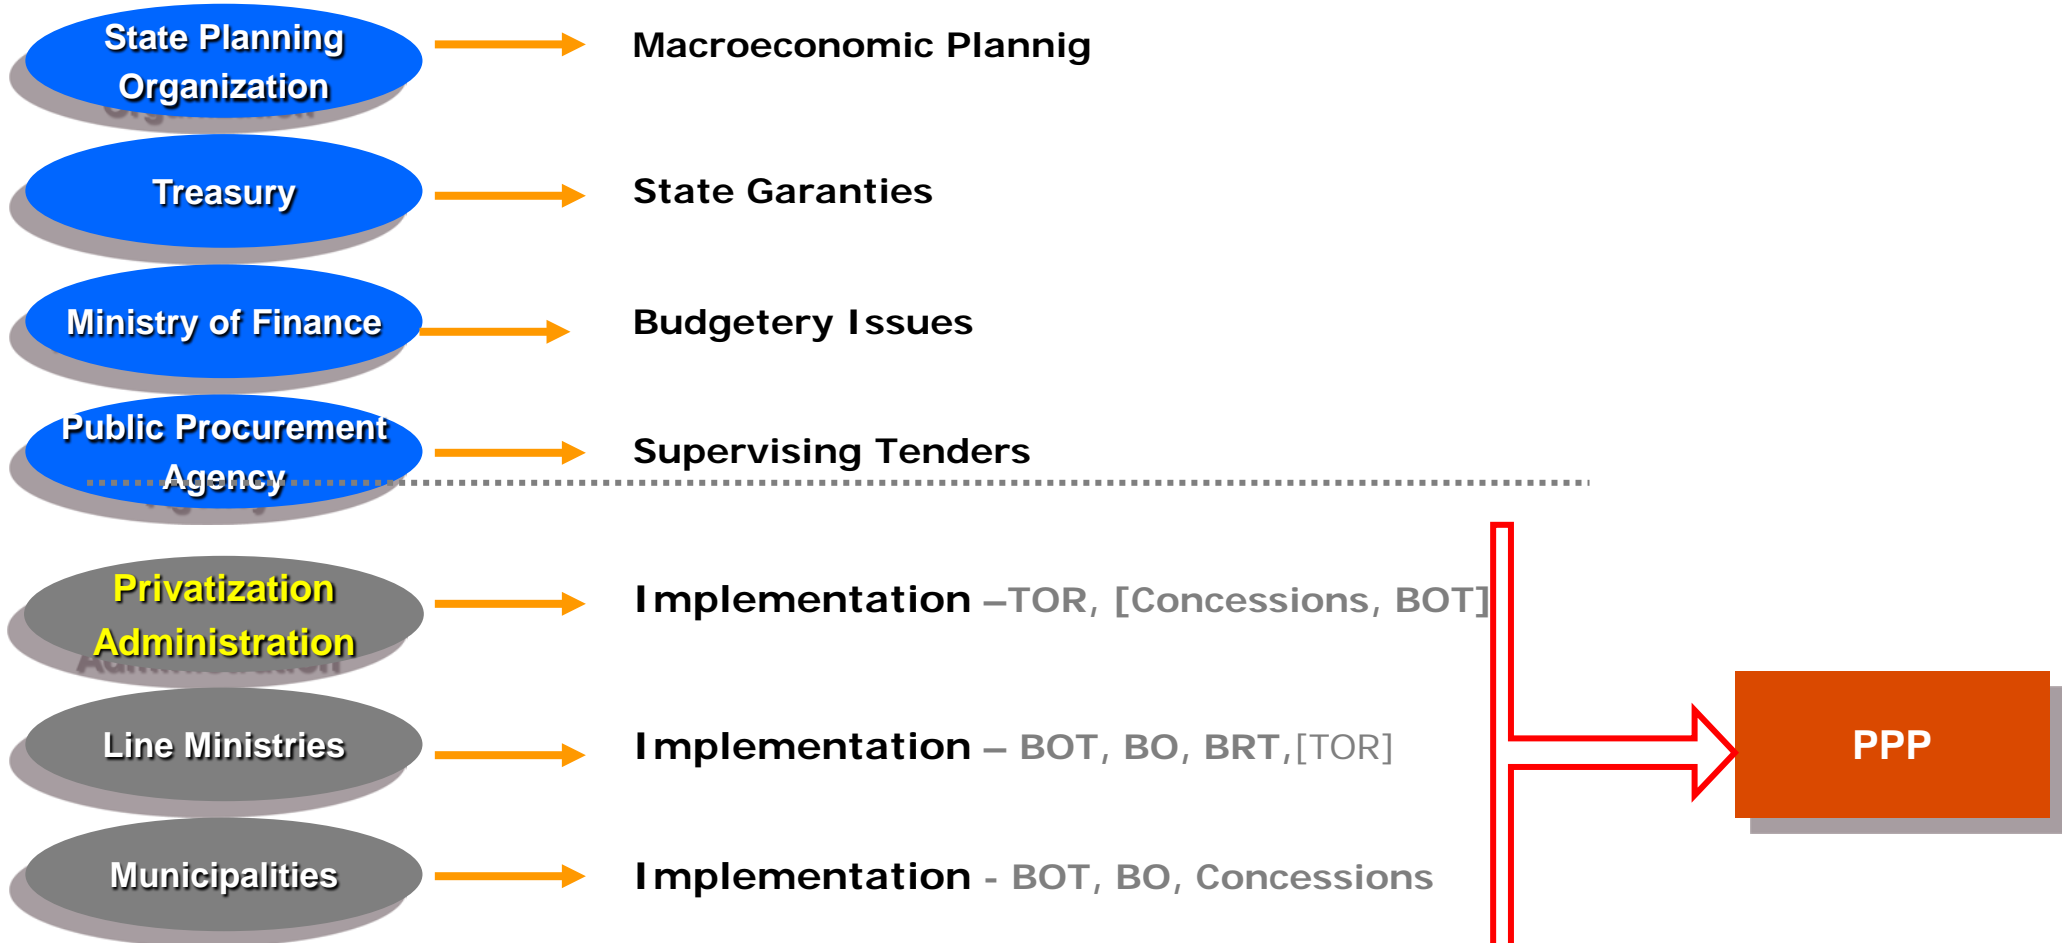 State Planning
Organization
Macroeconomic Plannig
Treasury
State Garanties
Ministry of Finance
Budgetery Issues
Public Procurement
Agency
Supervising Tenders
Privatization
Administration
Implementation –TOR, [Concessions, BOT]
Line Ministries
Implementation – BOT, BO, BRT,[TOR]
PPP
Municipalities
Implementation - BOT, BO, Concessions